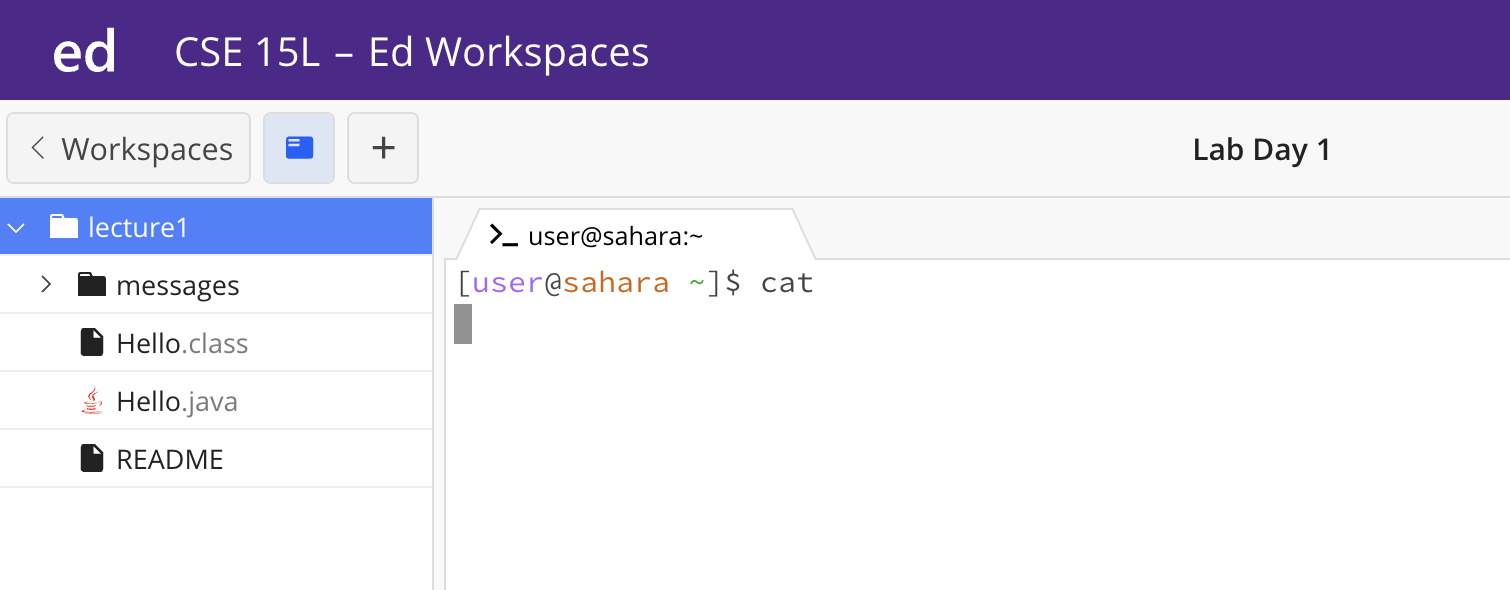 ed CSE 15L – Ed Workspaces
Workspaces + Lab Day 1
lecture1
messages
Hello.class
Hello.java
README
>_ user@sahara:~
[user@sahara ~]$ cat